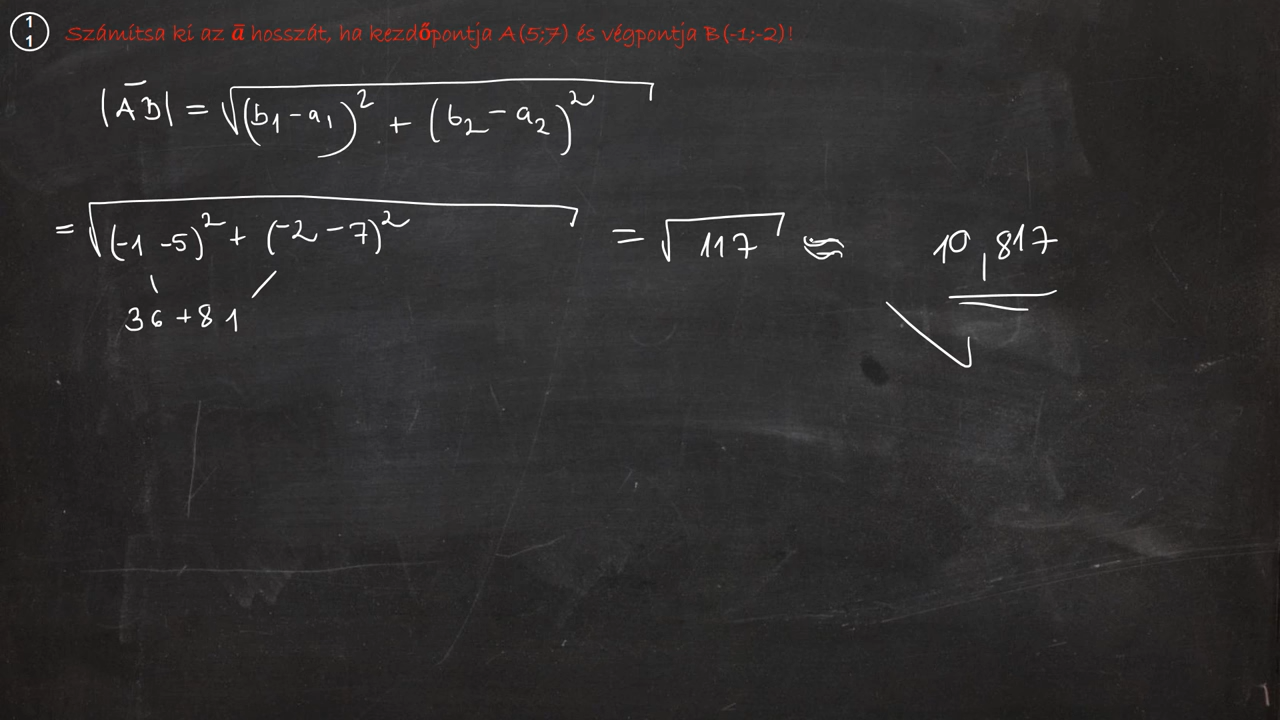 1
1
Számítsa ki az a̅ hosszát, ha kezdőpontja A(5;7) és végpontja B(-1;-2)!
|A̅B̅| = √((b₁ - a₁)² + (b₂ - a₂)²)
= √((-1 -5)² + (-2 - 7)²) = √117 ≈ 10,817
36 + 81